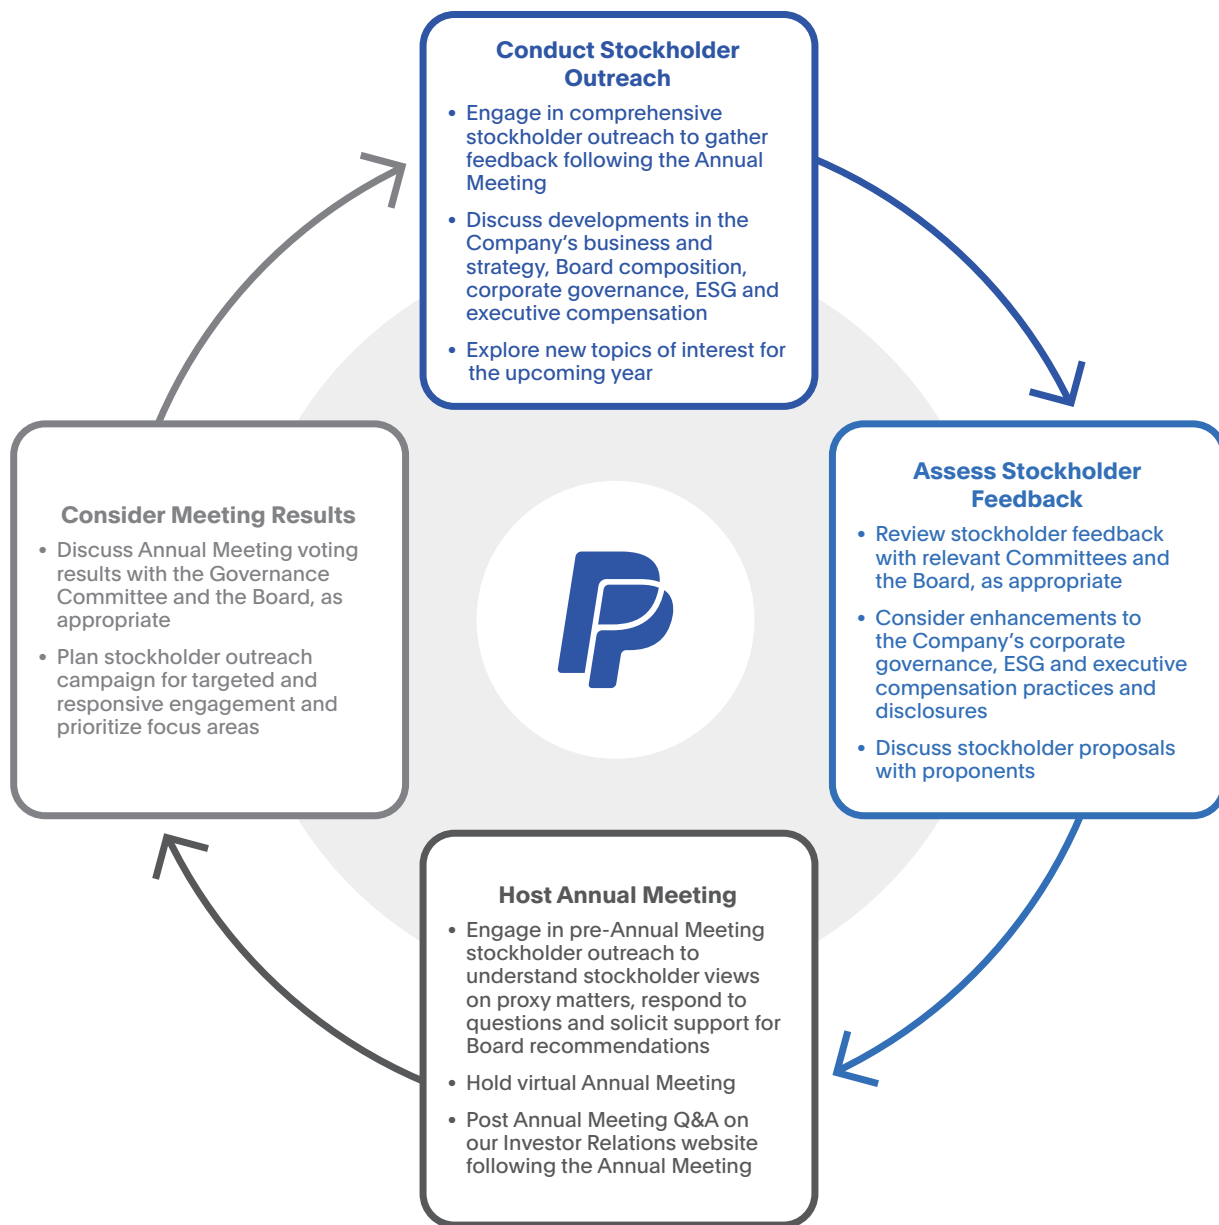 Conduct Stockholder
Outreach
• Engage in comprehensive
stockholder outreach to gather
feedback following the Annual
Meeting
• Discuss developments in the
Company’s business and
strategy, Board composition,
corporate governance, ESG and
executive compensation
• Explore new topics of interest for
the upcoming year
Assess Stockholder
Feedback
• Review stockholder feedback
with relevant Committees and
the Board, as appropriate
• Consider enhancements to
the Company’s corporate
governance, ESG and executive
compensation practices and
disclosures
• Discuss stockholder proposals
with proponents
Host Annual Meeting
• Engage in pre-Annual Meeting
stockholder outreach to
understand stockholder views
on proxy matters, respond to
questions and solicit support for
Board recommendations
• Hold virtual Annual Meeting
• Post Annual Meeting Q&A on
our Investor Relations website
following the Annual Meeting
Consider Meeting Results
• Discuss Annual Meeting voting
results with the Governance
Committee and the Board, as
appropriate
• Plan stockholder outreach
campaign for targeted and
responsive engagement and
prioritize focus areas